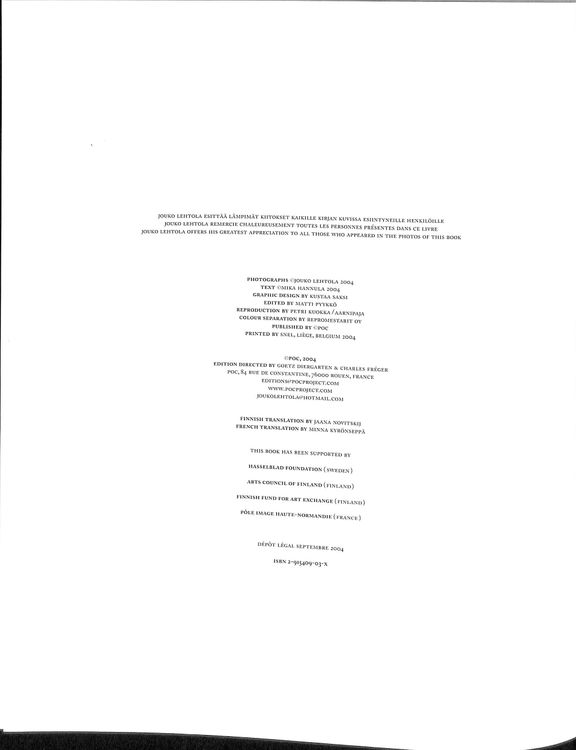 JOUKO LEHTOLA ESITTÄÄ LÄMPIMÄT KIITOKSET KAIKILLE KIRJAN KUVISSA ESIINTYNEILLE HENKILÖILLE
JOUKO LEHTOLA REMERCIE CHALEUREUSEMENT TOUTES LES PERSONNES PRÉSENTES DANS CE LIVRE
JOUKO LEHTOLA OFFERS HIS GREATEST APPRECIATION TO ALL THOSE WHO APPEARED IN THE PHOTOS OF THIS BOOK
PHOTOGRAPHS ©JOUKO LEHTOLA 2004
TEXT ©MIKA HANNULA 2004
GRAPHIC DESIGN BY KUSTAA SAKSI
EDITED BY MATTI PYYKKÖ
REPRODUCTION BY PETRI KUOKKA/AARNIPAJA
COLOUR SEPARATION BY REPROMESTARIT OY
PUBLISHED BY ©POC
PRINTED BY SNEL, LIÈGE, BELGIUM 2004
©POC, 2004
EDITION DIRECTED BY GOETZ DIERGARTEN & CHARLES FRÉGER
POC, 84 RUE DE CONSTANTINE, 76000 ROUEN, FRANCE
EDITIONS@POCPROJECT.COM
WWW.POCPROJECT.COM
JOUKOLEHTOLA@HOTMAIL.COM
FINNISH TRANSLATION BY JAANA NOVITSKIJ
FRENCH TRANSLATION BY MINNA KYRÖNSEPPÄ
THIS BOOK HAS BEEN SUPPORTED BY
HASSELBLAD FOUNDATION (SWEDEN)
ARTS COUNCIL OF FINLAND (FINLAND)
FINNISH FUND FOR ART EXCHANGE (FINLAND)
PÔLE IMAGE HAUTE-NORMANDIE (FRANCE)
DÉPÔT LÉGAL SEPTEMBRE 2004
ISBN 2-915409-03-X